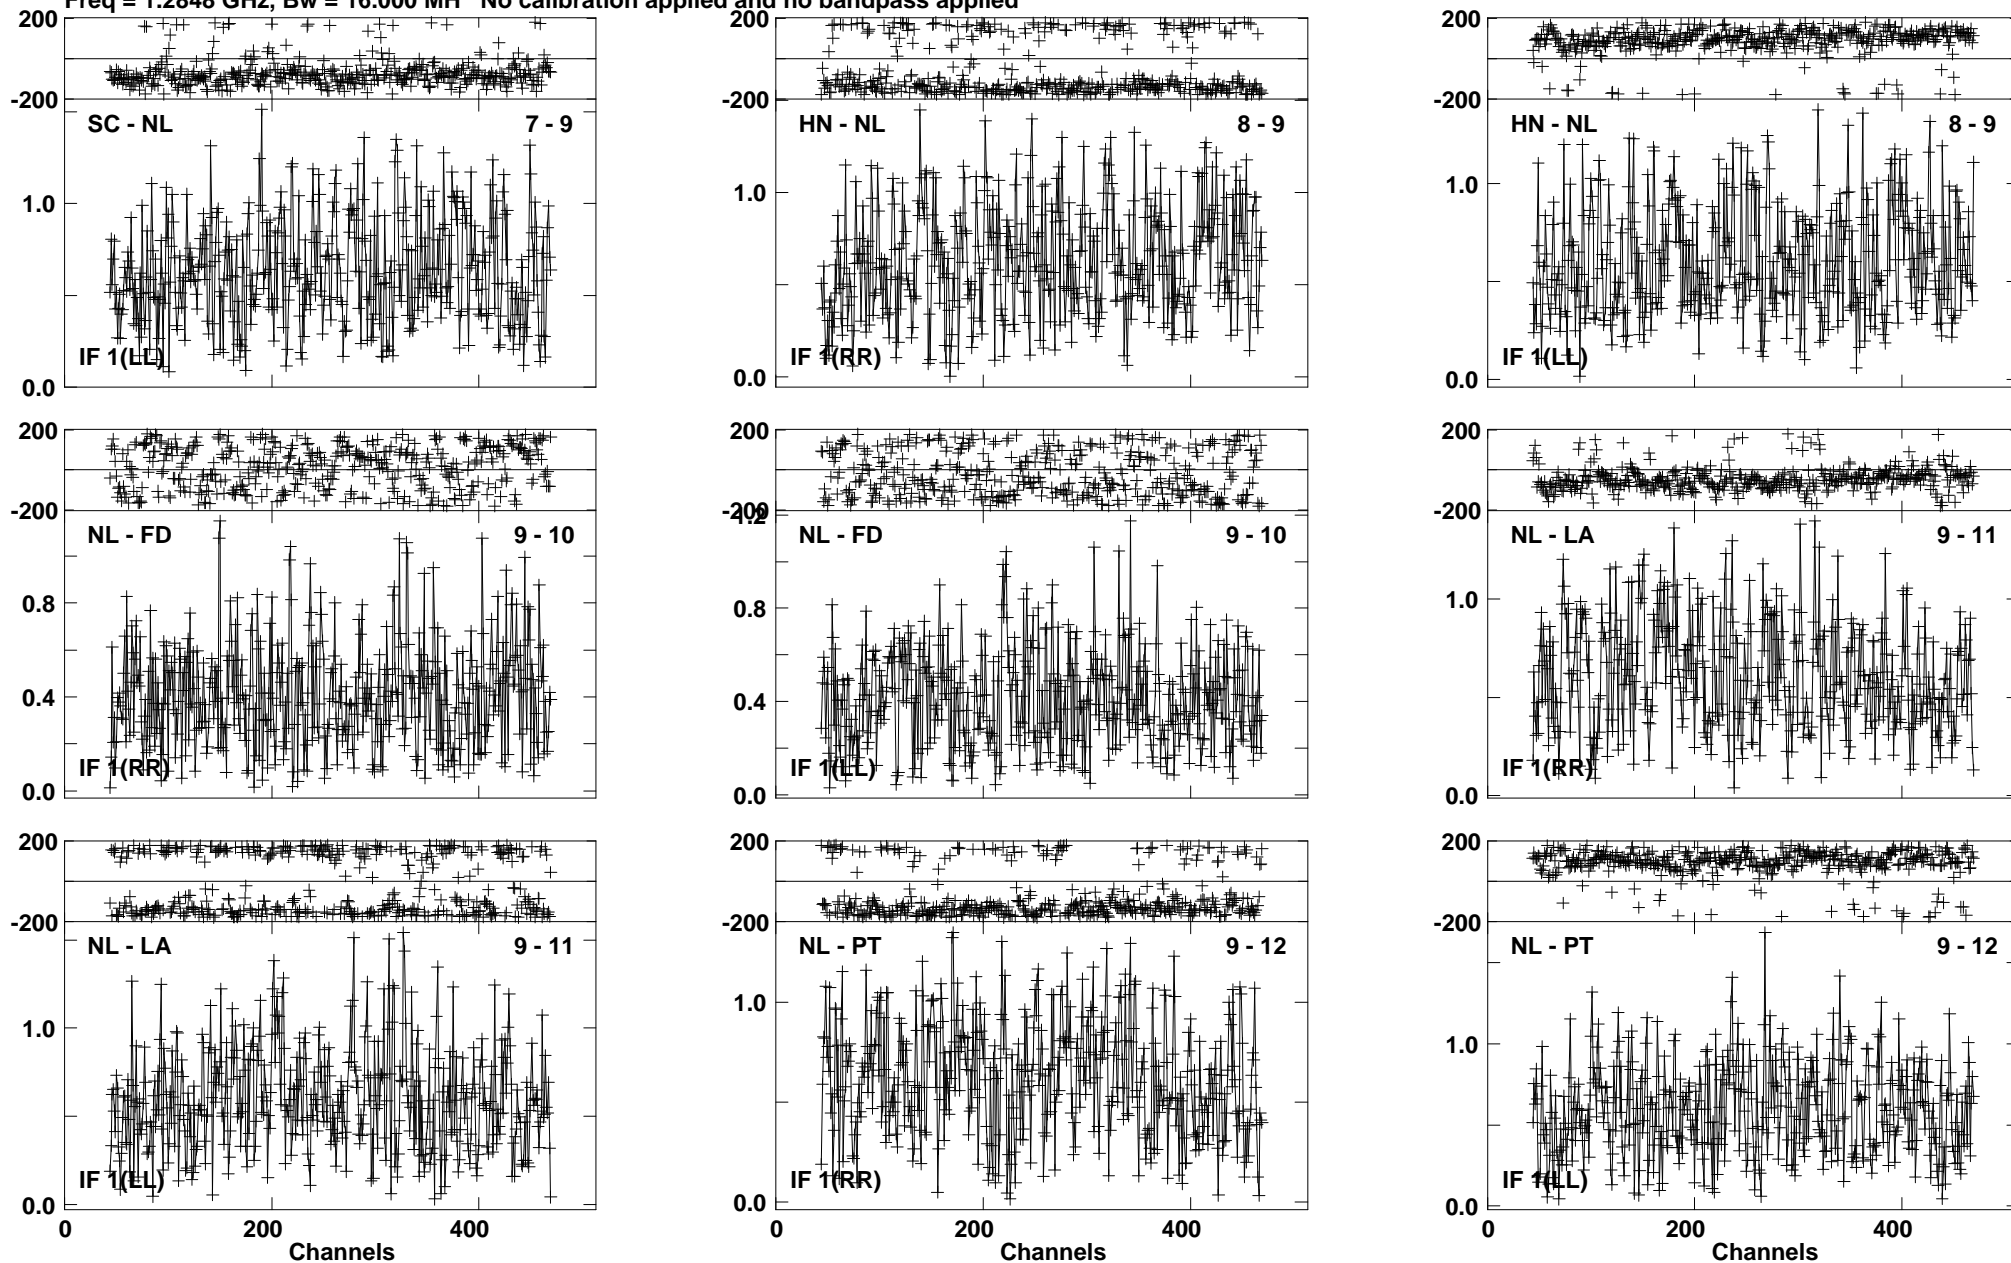 Freq = 1.2848 GHz, Bw = 16.000 MH No calibration applied and no bandpass applied
200
-200
SC - NL 7 - 9
1.0
IF 1(LL)
0.0
200
-200
HN - NL 8 - 9
1.0
IF 1(RR)
0.0
200
-200
HN - NL 8 - 9
1.0
IF 1(LL)
0.0
200
-200
NL - FD 9 - 10
0.8
0.4
IF 1(RR)
0.0
200
-200
1.2
NL - FD 9 - 10
0.8
0.4
IF 1(LL)
0.0
200
-200
NL - LA 9 - 11
1.0
IF 1(RR)
0.0
200
-200
NL - LA 9 - 11
1.0
IF 1(LL)
0.0
0 200 400
Channels
200
-200
NL - PT 9 - 12
1.0
IF 1(RR)
0.0
0 200 400
Channels
200
-200
NL - PT 9 - 12
1.0
IF 1(LL)
0.0
0 200 400
Channels